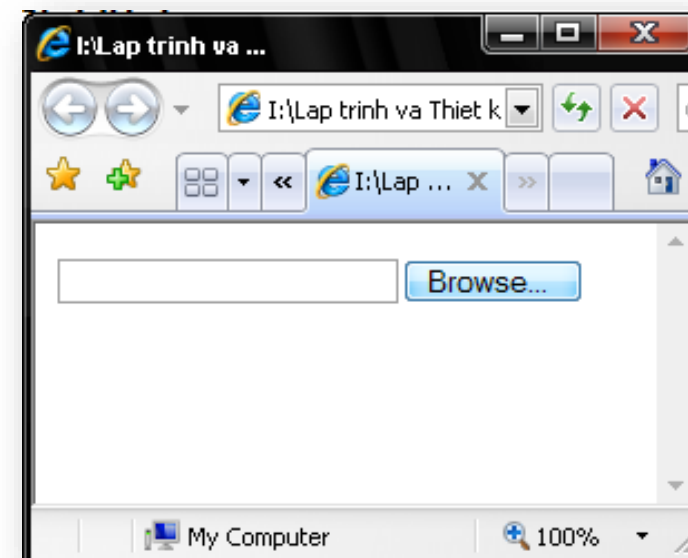 I:\Lap trinh va ...
I:\Lap trinh va Thiet k
I:\Lap ...
Browse...
My Computer
100%